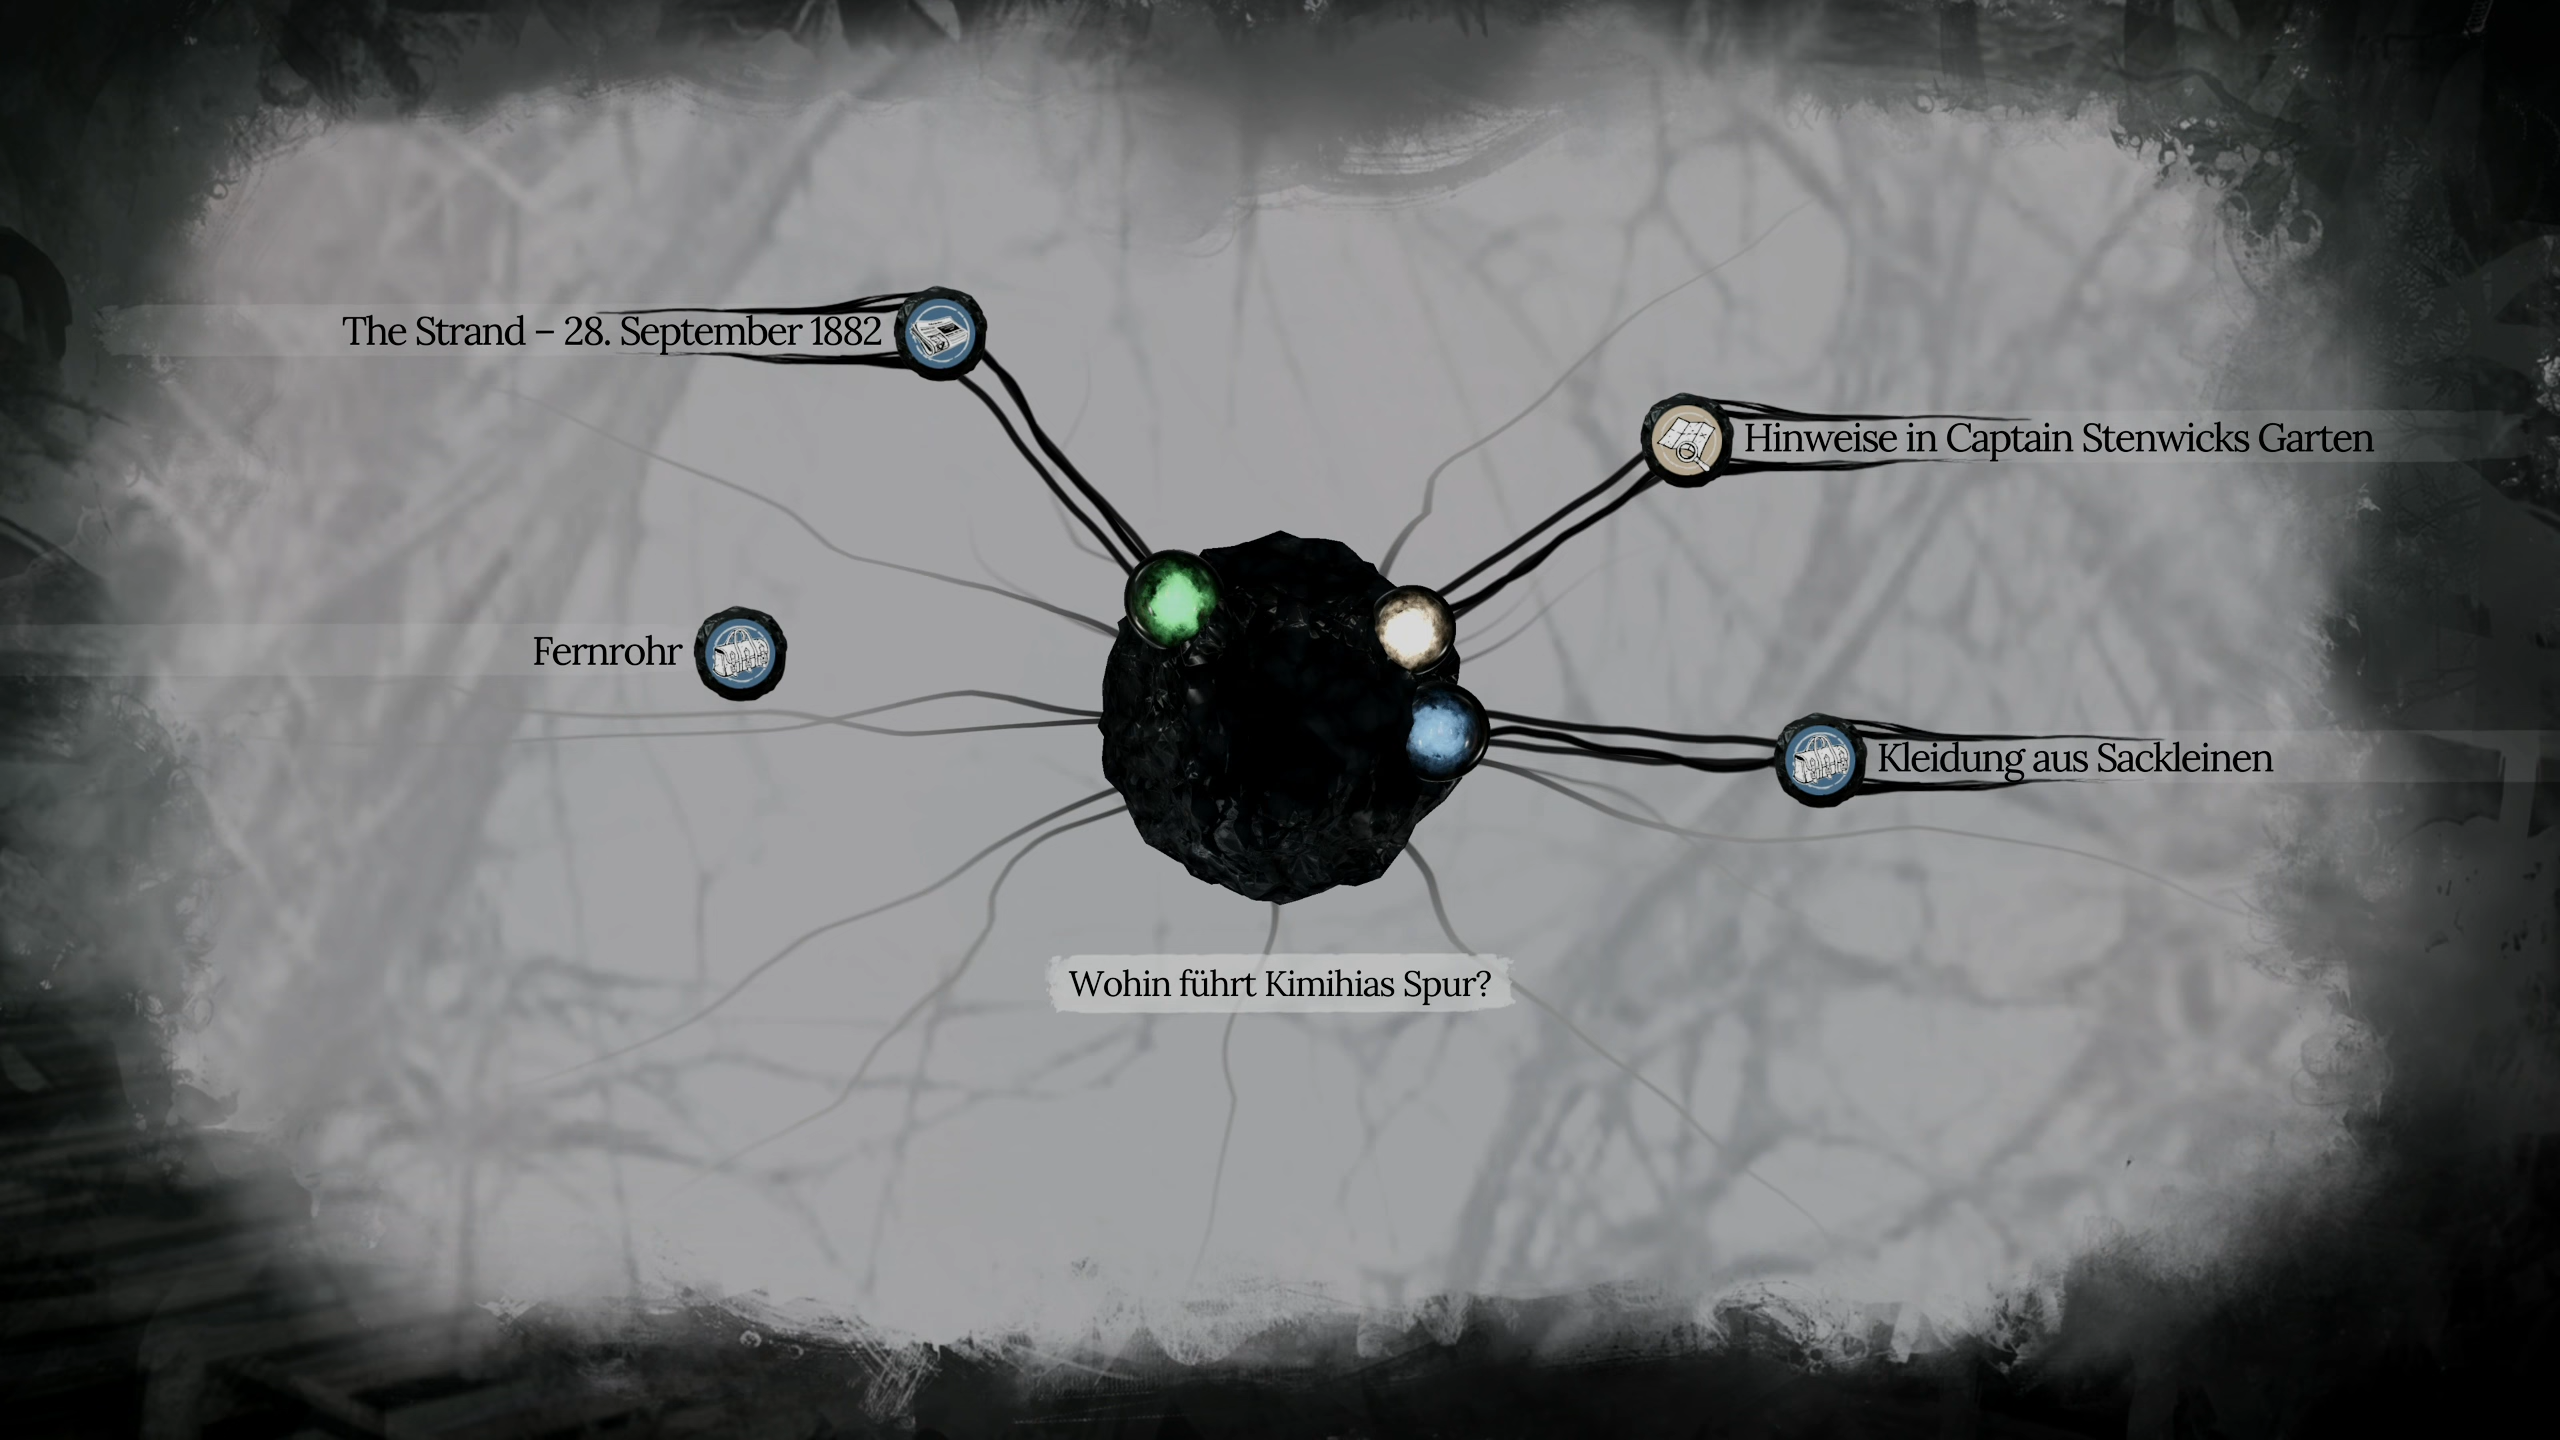 The Strand – 28. September 1882
Hinweise in Captain Stenwicks Garten
Fernrohr
Kleidung aus Sackleinen
Wohin führt Kimihias Spur?